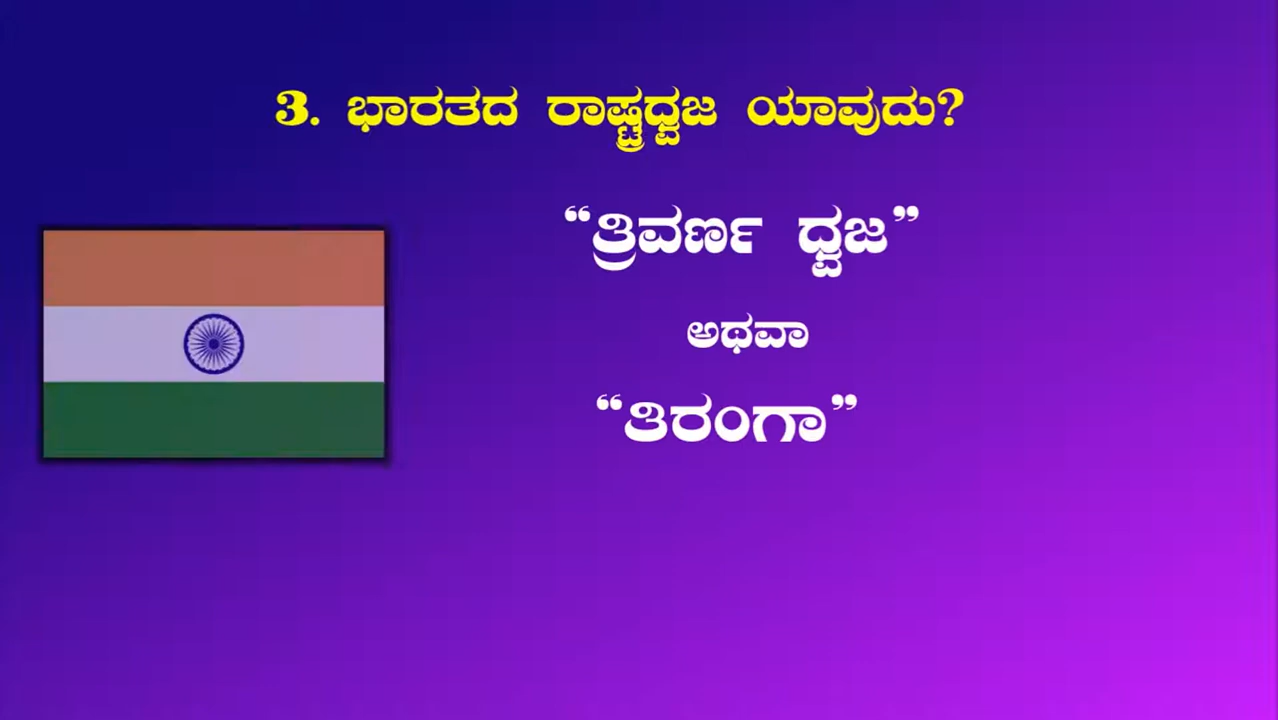 3. ಭಾರತದ ರಾಷ್ಟ್ರಧ್ವಜ ಯಾವುದು?
“ತ್ರಿವರ್ಣ ಧ್ವಜ”
ಅಥವಾ
“ತಿರಂಗಾ”